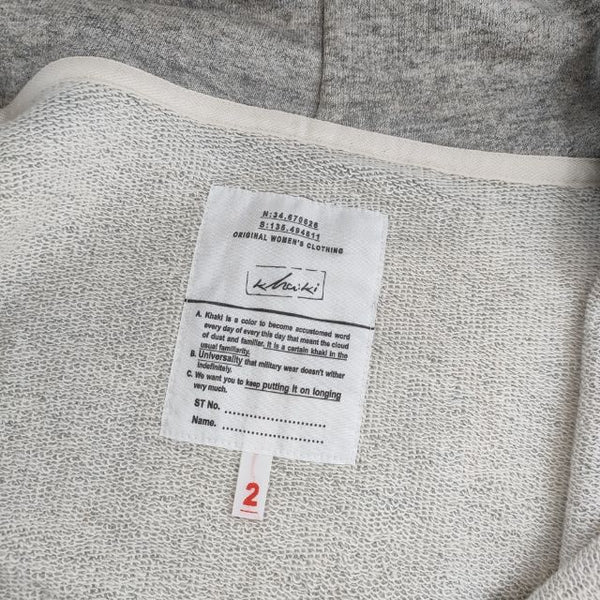 N:34.670626
S:135.494811
ORIGINAL WOMEN'S CLOTHING
khaiki
A. Khaki is a color to become accustomed word
every day of every this day that meant the cloud
of dust and familiar. It is a certain khaki in the
usual familiarity.
B. Universality that military wear doesn't wither
indefinitely.
C. We want you to keep putting it on longing
very much.
ST No. ........................
Name. ........................
2